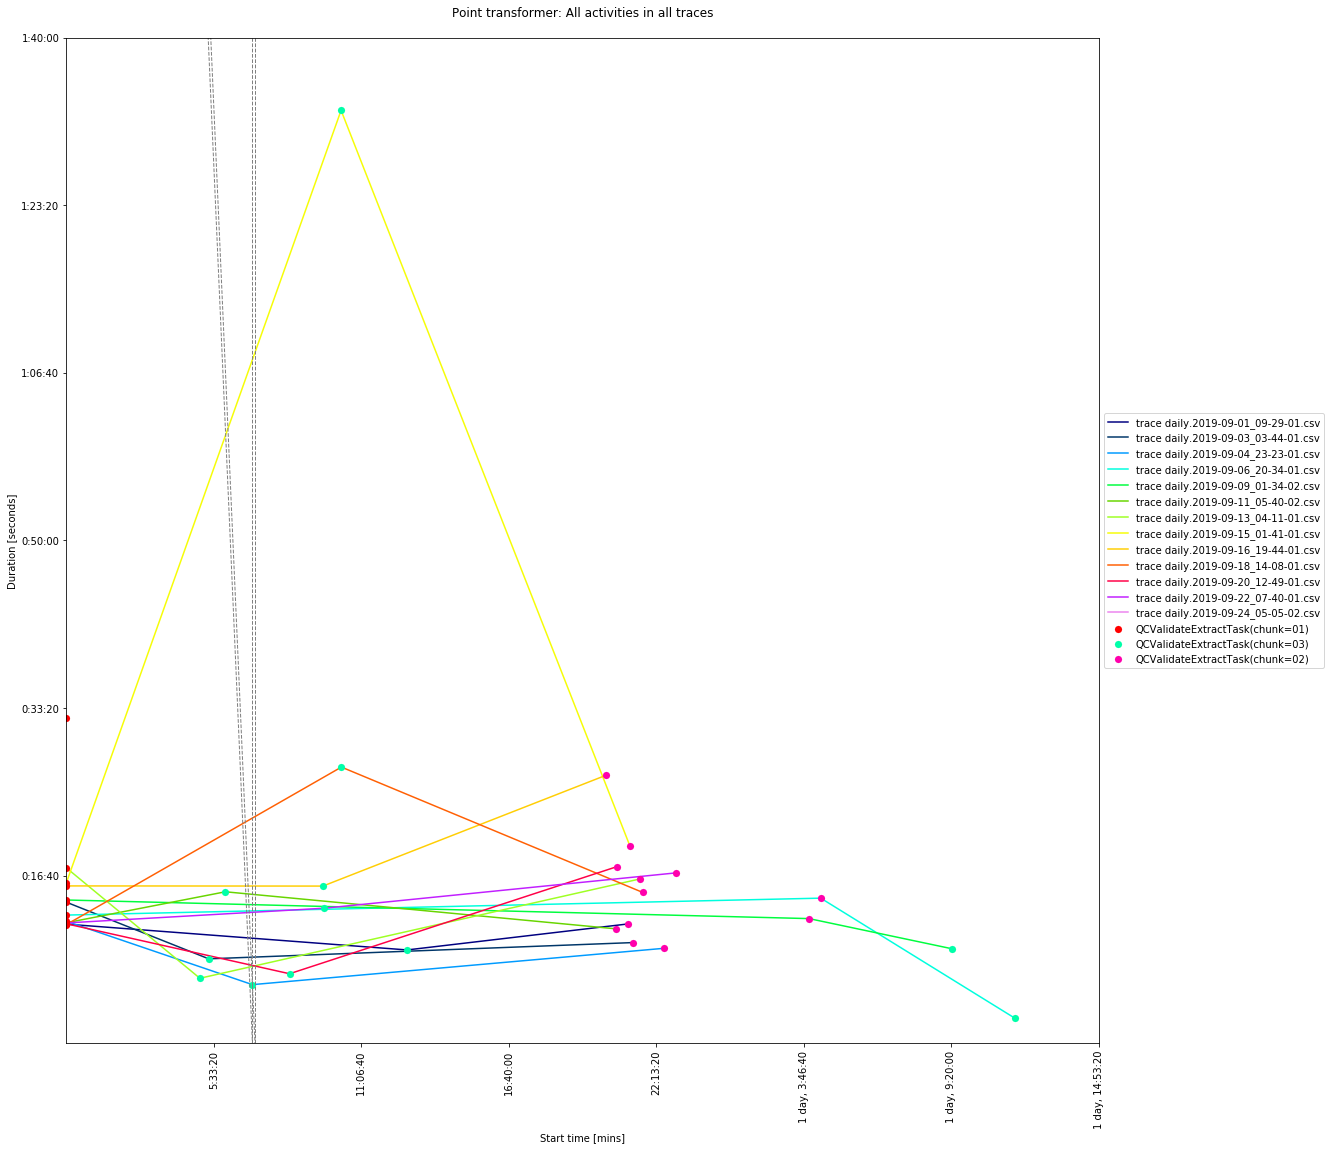 Point transformer: All activities in all traces
1:40:00
1:23:20
1:06:40
0:50:00
0:33:20
0:16:40
Duration [seconds]
5:33:20
11:06:40
16:40:00
22:13:20
1 day, 3:46:40
1 day, 9:20:00
1 day, 14:53:20
Start time [mins]
trace daily.2019-09-01_09-29-01.csv
trace daily.2019-09-03_03-44-01.csv
trace daily.2019-09-04_23-23-01.csv
trace daily.2019-09-06_20-34-01.csv
trace daily.2019-09-09_01-34-02.csv
trace daily.2019-09-11_05-40-02.csv
trace daily.2019-09-13_04-11-01.csv
trace daily.2019-09-15_01-41-01.csv
trace daily.2019-09-16_19-44-01.csv
trace daily.2019-09-18_14-08-01.csv
trace daily.2019-09-20_12-49-01.csv
trace daily.2019-09-22_07-40-01.csv
trace daily.2019-09-24_05-05-02.csv
QCValidateExtractTask(chunk=01)
QCValidateExtractTask(chunk=03)
QCValidateExtractTask(chunk=02)